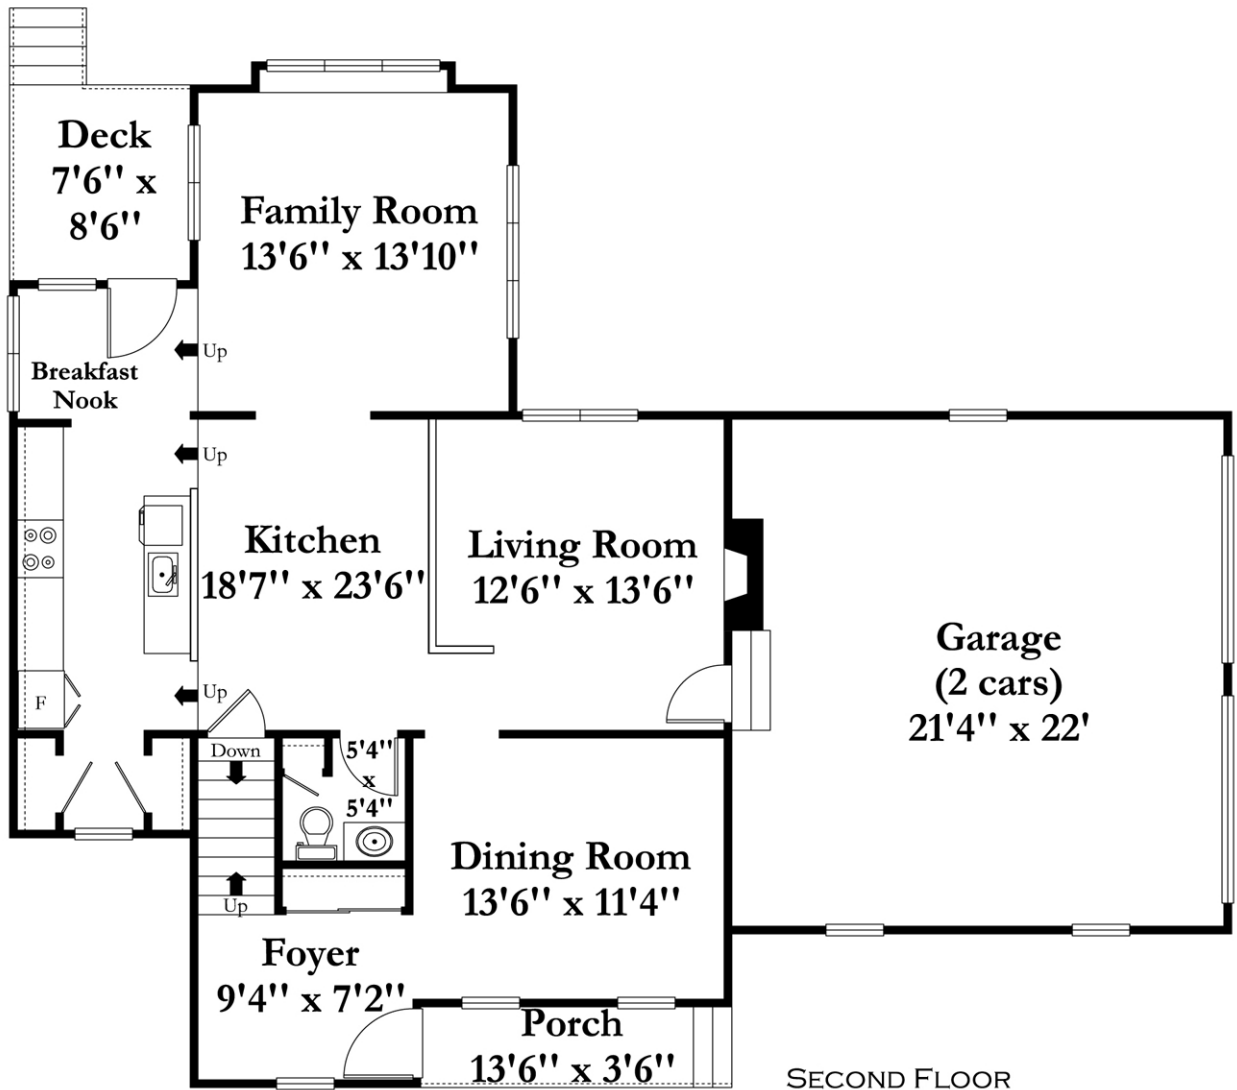 Deck
7'6'' x
8'6''
Family Room
13'6'' x 13'10''
Up
Breakfast
Nook
Up
Kitchen
18'7'' x 23'6''
Living Room
12'6'' x 13'6''
Garage
(2 cars)
21'4'' x 22'
Up
F
Down
5'4''
x
5'4''
Dining Room
13'6'' x 11'4''
Up
Foyer
9'4'' x 7'2''
Porch
13'6'' x 3'6''
SECOND FLOOR